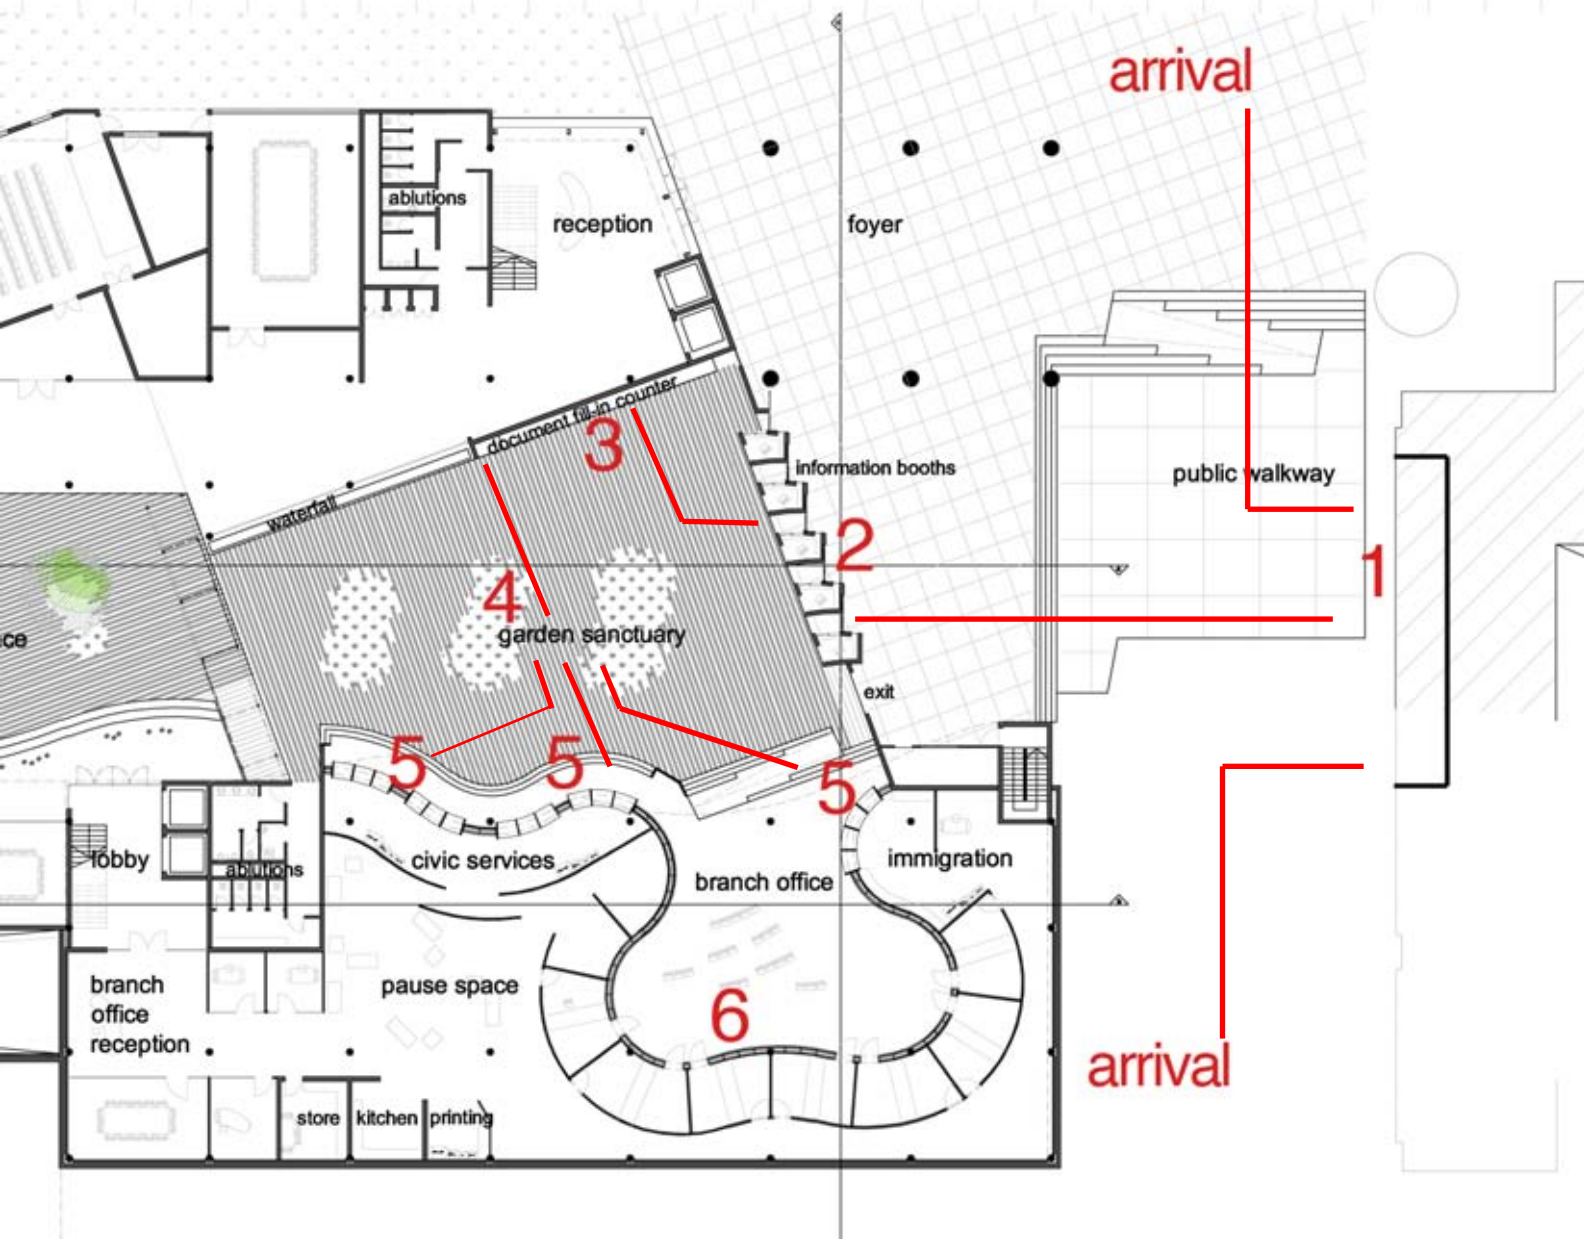 arrival
ablutions
reception
foyer
document fill-in counter
3
information booths
public walkway
waterfall
2
1
4
garden sanctuary
ce
exit
5
5
5
lobby
ablutions
civic services
immigration
branch office
branch
office
reception
pause space
6
arrival
store
kitchen
printing